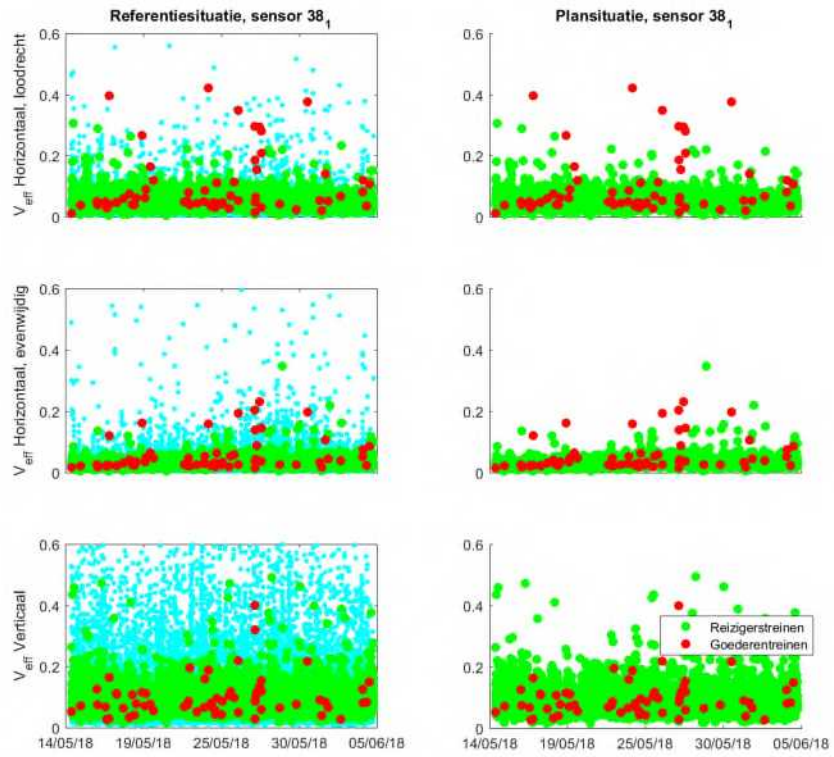 Referentiesituatie, sensor 38₁
Plansituatie, sensor 38₁
V_eff Horizontaal, loodrecht
0.6
0.4
0.2
0
0.6
0.4
0.2
0
V_eff Horizontaal, evenwijdig
0.6
0.4
0.2
0
0.6
0.4
0.2
0
V_eff Verticaal
0.6
0.4
0.2
0
0.6
0.4
0.2
0
Reizigerstreinen
Goederentreinen
14/05/18 19/05/18 25/05/18 30/05/18 05/06/18
14/05/18 19/05/18 25/05/18 30/05/18 05/06/18